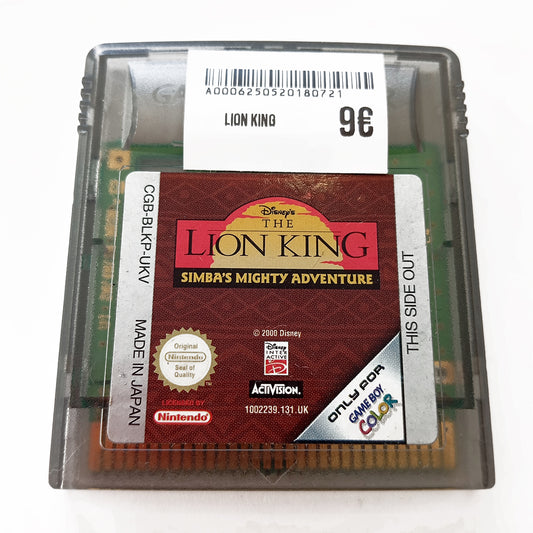 A0006250520180721
LION KING
9€
Disney's
THE
LION KING
SIMBA'S MIGHTY ADVENTURE
CGB-BLKP-UKV
MADE IN JAPAN
THIS SIDE OUT
© 2000 Disney
Original
Nintendo
Seal of
Quality
LICENSED BY
Nintendo
Disney
INTER
ACTIVE
ACTIVISION.
1002239.131.UK
ONLY FOR
GAME BOY
COLOR